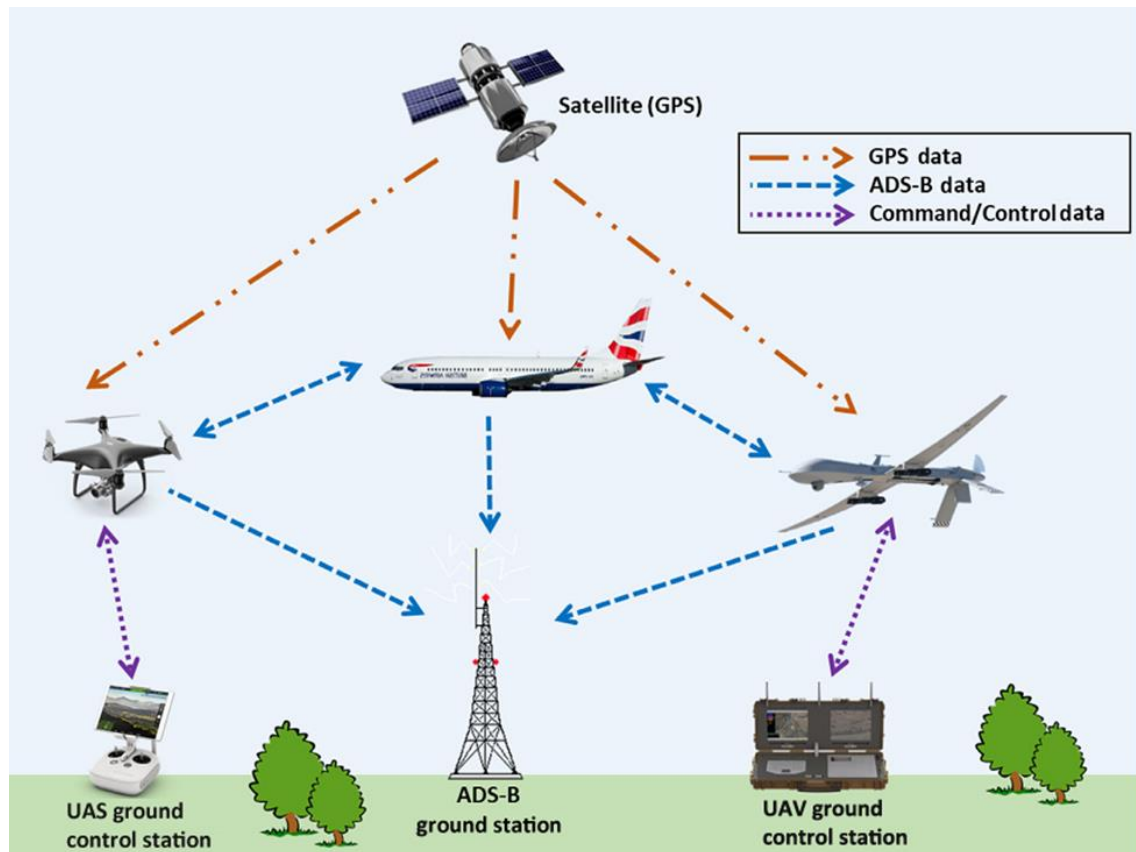 Satellite (GPS)
GPS data
ADS-B data
Command/Control data
UAS ground
control station
ADS-B
ground station
UAV ground
control station